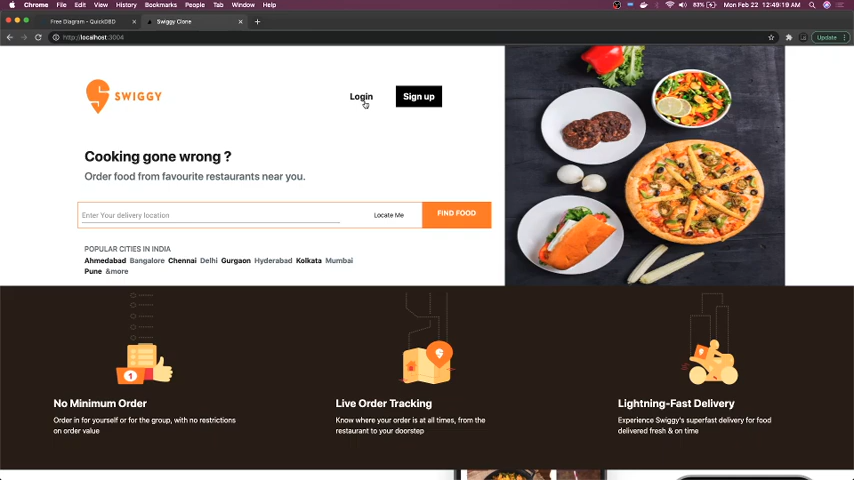 Chrome File Edit View History Bookmarks People Tab Window Help 63% Mon Feb 22 12:49:19 AM
Free Diagram - QuickDBD Swiggy Clone
http://localhost:3004 Update
SWIGGY Login Sign up
Cooking gone wrong ?
Order food from favourite restaurants near you.
Enter Your delivery location Locate Me FIND FOOD
POPULAR CITIES IN INDIA
Ahmedabad Bangalore Chennai Delhi Gurgaon Hyderabad Kolkata Mumbai
Pune &more
1
No Minimum Order Live Order Tracking Lightning-Fast Delivery
Order in for yourself or for the group, with no restrictions Know where your order is at all times, from the Experience Swiggy's superfast delivery for food
on order value restaurant to your doorstep delivered fresh & on time